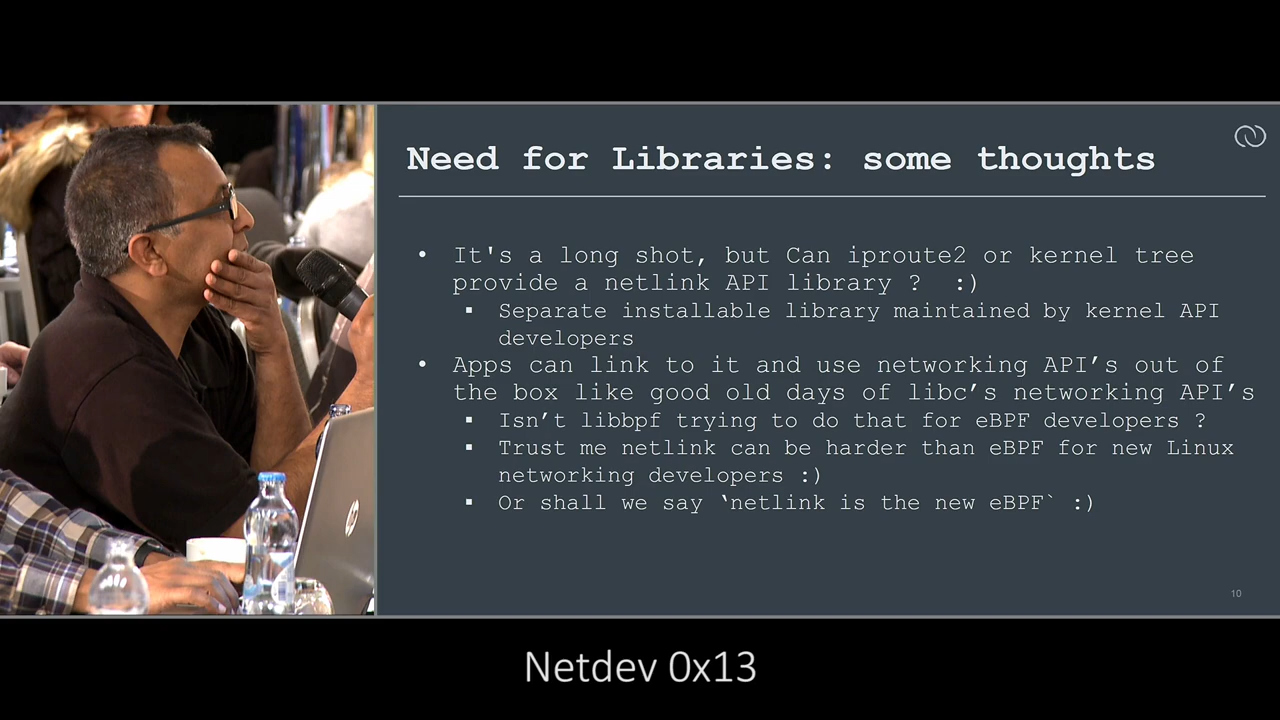 Need for Libraries: some thoughts
• It's a long shot, but Can iproute2 or kernel tree
provide a netlink API library ?  :)
▪ Separate installable library maintained by kernel API
developers
• Apps can link to it and use networking API’s out of
the box like good old days of libc’s networking API’s
▪ Isn’t libbpf trying to do that for eBPF developers ?
▪ Trust me netlink can be harder than eBPF for new Linux
networking developers :)
▪ Or shall we say ‘netlink is the new eBPF` :)
10
hp
Netdev 0x13